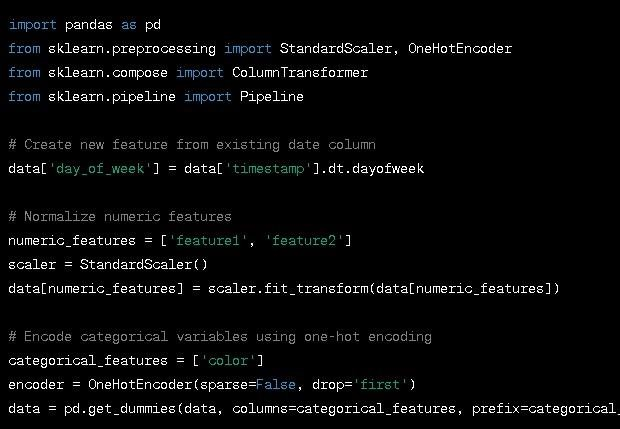 import pandas as pd
from sklearn.preprocessing import StandardScaler, OneHotEncoder
from sklearn.compose import ColumnTransformer
from sklearn.pipeline import Pipeline
# Create new feature from existing date column
data['day_of_week'] = data['timestamp'].dt.dayofweek
# Normalize numeric features
numeric_features = ['feature1', 'feature2']
scaler = StandardScaler()
data[numeric_features] = scaler.fit_transform(data[numeric_features])
# Encode categorical variables using one-hot encoding
categorical_features = ['color']
encoder = OneHotEncoder(sparse=False, drop='first')
data = pd.get_dummies(data, columns=categorical_features, prefix=categorical_